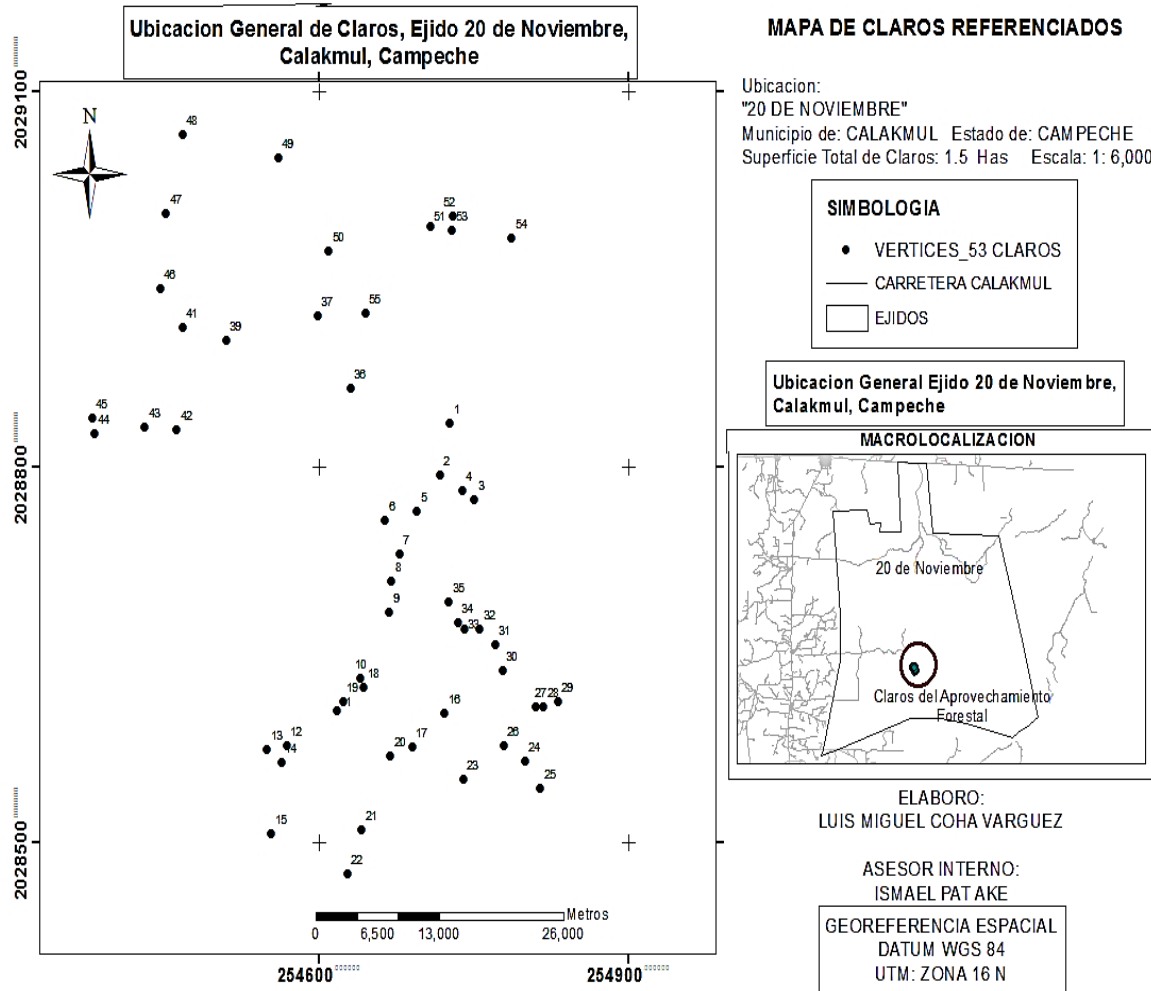 Ubicacion General de Claros, Ejido 20 de Noviembre,
Calakmul, Campeche
MAPA DE CLAROS REFERENCIADOS
Ubicacion:
"20 DE NOVIEMBRE"
Municipio de: CALAKMUL Estado de: CAMPECHE
Superficie Total de Claros: 1.5 Has Escala: 1: 6,000
SIMBOLOGIA
VERTICES_53 CLAROS
CARRETERA CALAKMUL
EJIDOS
Ubicacion General Ejido 20 de Noviembre,
Calakmul, Campeche
MACROLOCALIZACION
20 de Noviembre
Claros del Aprovechamiento
Forestal
ELABORO:
LUIS MIGUEL COHA VARGUEZ
ASESOR INTERNO:
ISMAEL PAT AKE
GEOREFERENCIA ESPACIAL
DATUM WGS 84
UTM: ZONA 16 N
N
2029100
2028800
2028500
254600
254900
48
49
47
52
51 53
54
50
46
37
55
41
39
36
45
44
43
42
1
2
4
3
5
6
7
8
9
35
34
33
32
31
30
10
18
19
16
27
28
29
12
13
14
17
20
26
24
23
25
15
21
22
Metros
0
6,500
13,000
26,000